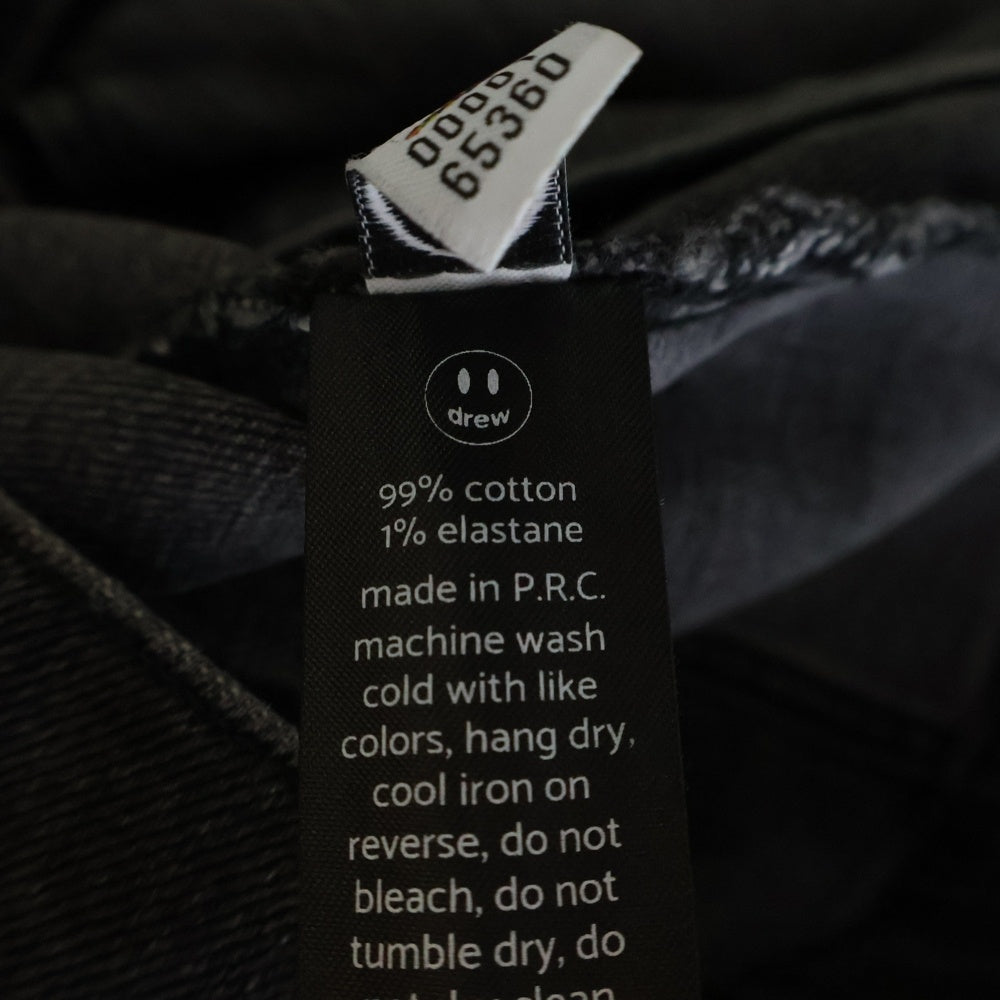 65360
drew
99% cotton
1% elastane
made in P.R.C.
machine wash
cold with like
colors, hang dry,
cool iron on
reverse, do not
bleach, do not
tumble dry, do